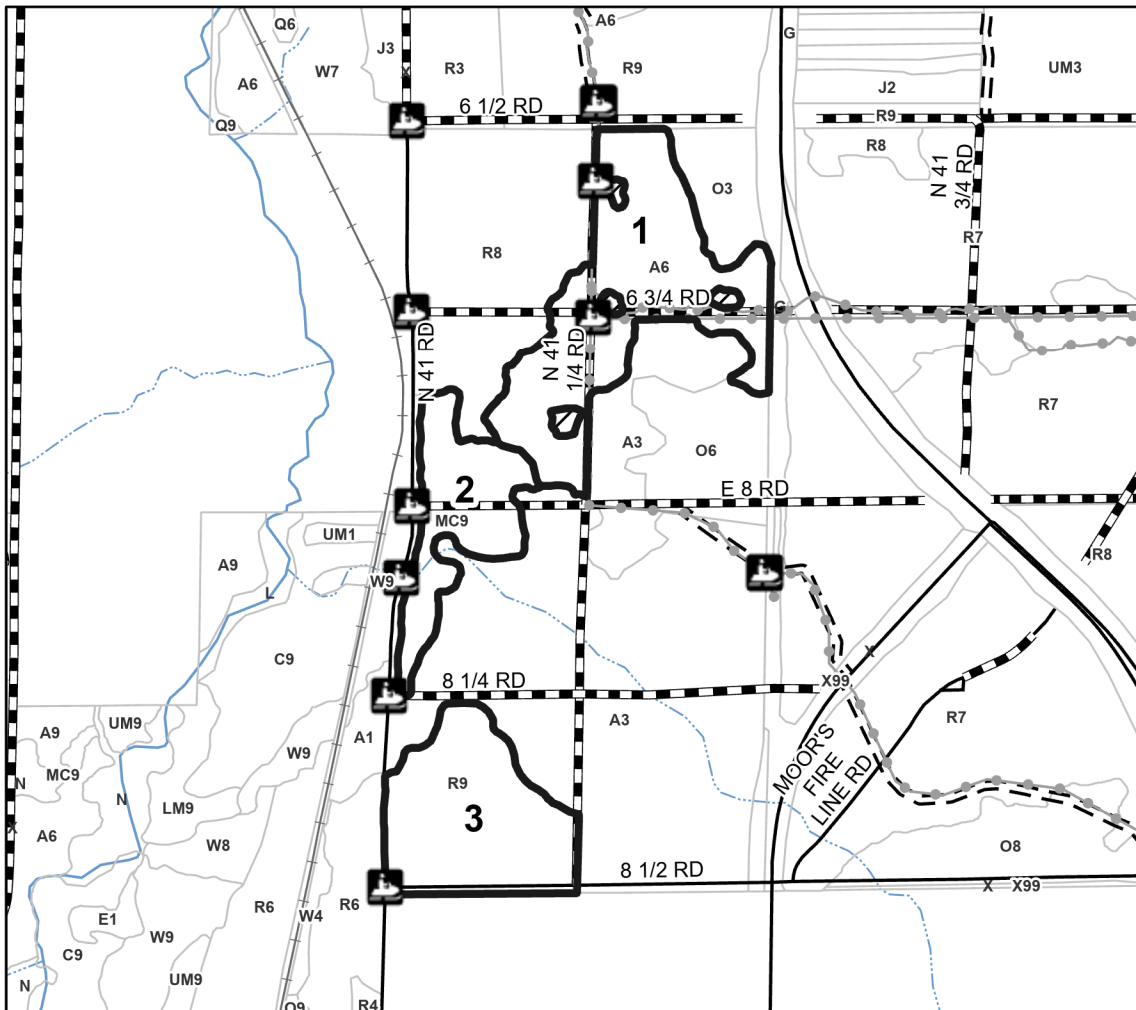 Q6
A6
G
J3
W7
R3
R9
UM3
A6
J2
6 1/2 RD
R9
Q9
R8
N 41
3/4 RD
O3
1
R7
R8
A6
6 3/4 RD
G
N 41 RD
N 41
1/4 RD
R7
A3
O6
2
E 8 RD
MC9
UM1
R8
A9
W9
L
C9
8 1/4 RD
X
X99
A9
UM9
A1
A3
R7
W9
MC9
N
R9
MOOR'S
FIRE
LINE RD
N
LM9
3
X
A6
W8
O8
8 1/2 RD
X
X99
E1
R6
W4
R6
W9
C9
UM9
N
O9
R4